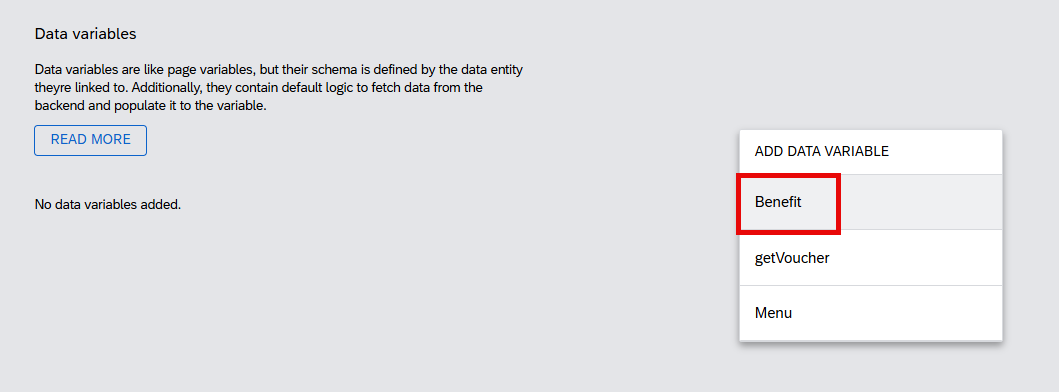 Data variables
Data variables are like page variables, but their schema is defined by the data entity
theyre linked to. Additionally, they contain default logic to fetch data from the
backend and populate it to the variable.
READ MORE
No data variables added.
ADD DATA VARIABLE
Benefit
getVoucher
Menu